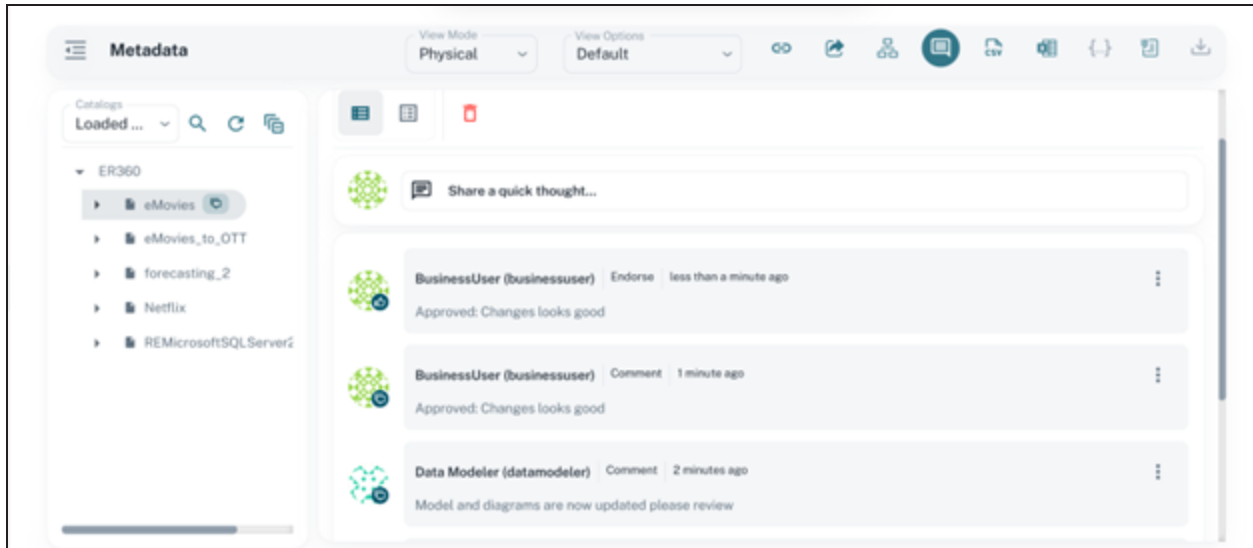 View Mode
View Options
Metadata
Physical
Default
CSV
Catalogs
Loaded ...
ER360
Share a quick thought...
eMovies
eMovies_to_OTT
forecasting_2
Netflix
REMicrosoftSQLServer2
BusinessUser (businessuser) Endorse less than a minute ago
Approved: Changes looks good
BusinessUser (businessuser) Comment 1 minute ago
Approved: Changes looks good
Data Modeler (datamodeler) Comment 2 minutes ago
Model and diagrams are now updated please review